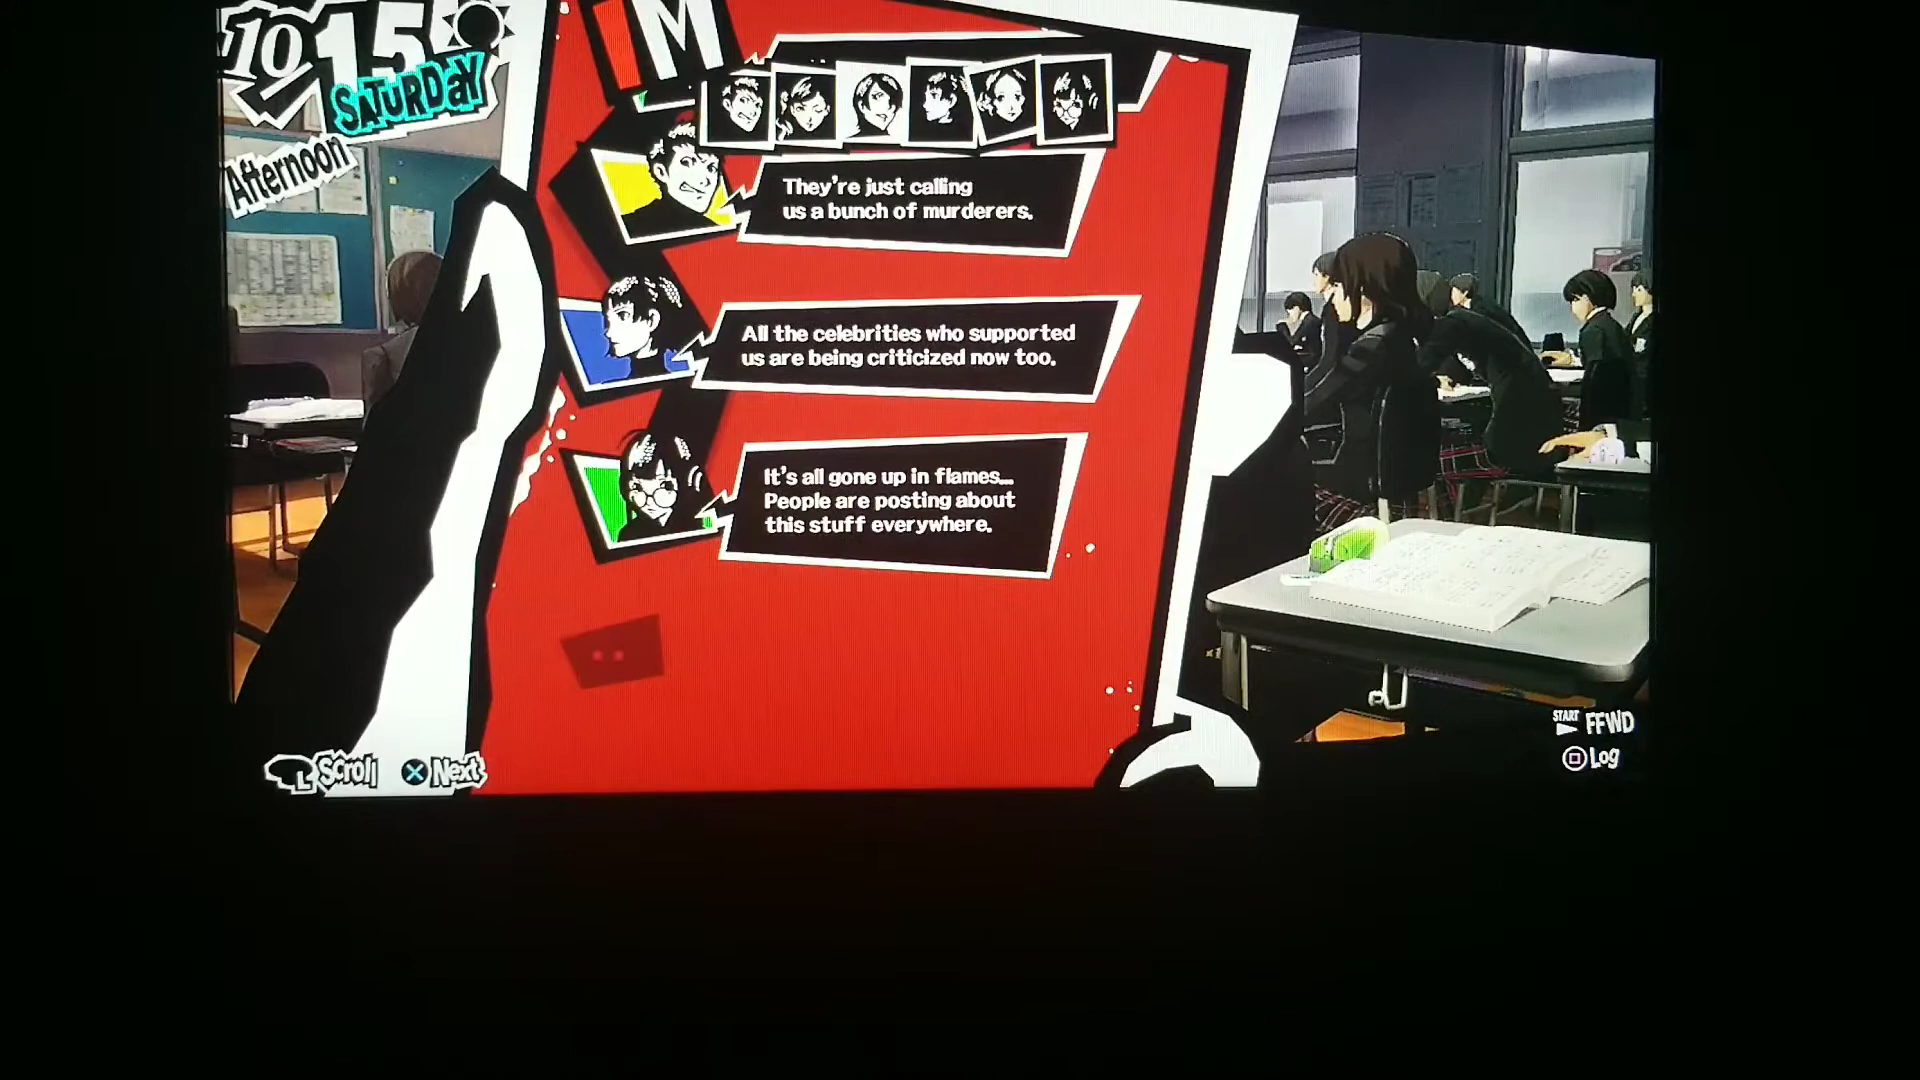 10 15
SATURDAY
Afternoon
IM
They're just calling
us a bunch of murderers.
All the celebrities who supported
us are being criticized now too.
It's all gone up in flames...
People are posting about
this stuff everywhere.
L Scroll
Next
START FFWD
Log